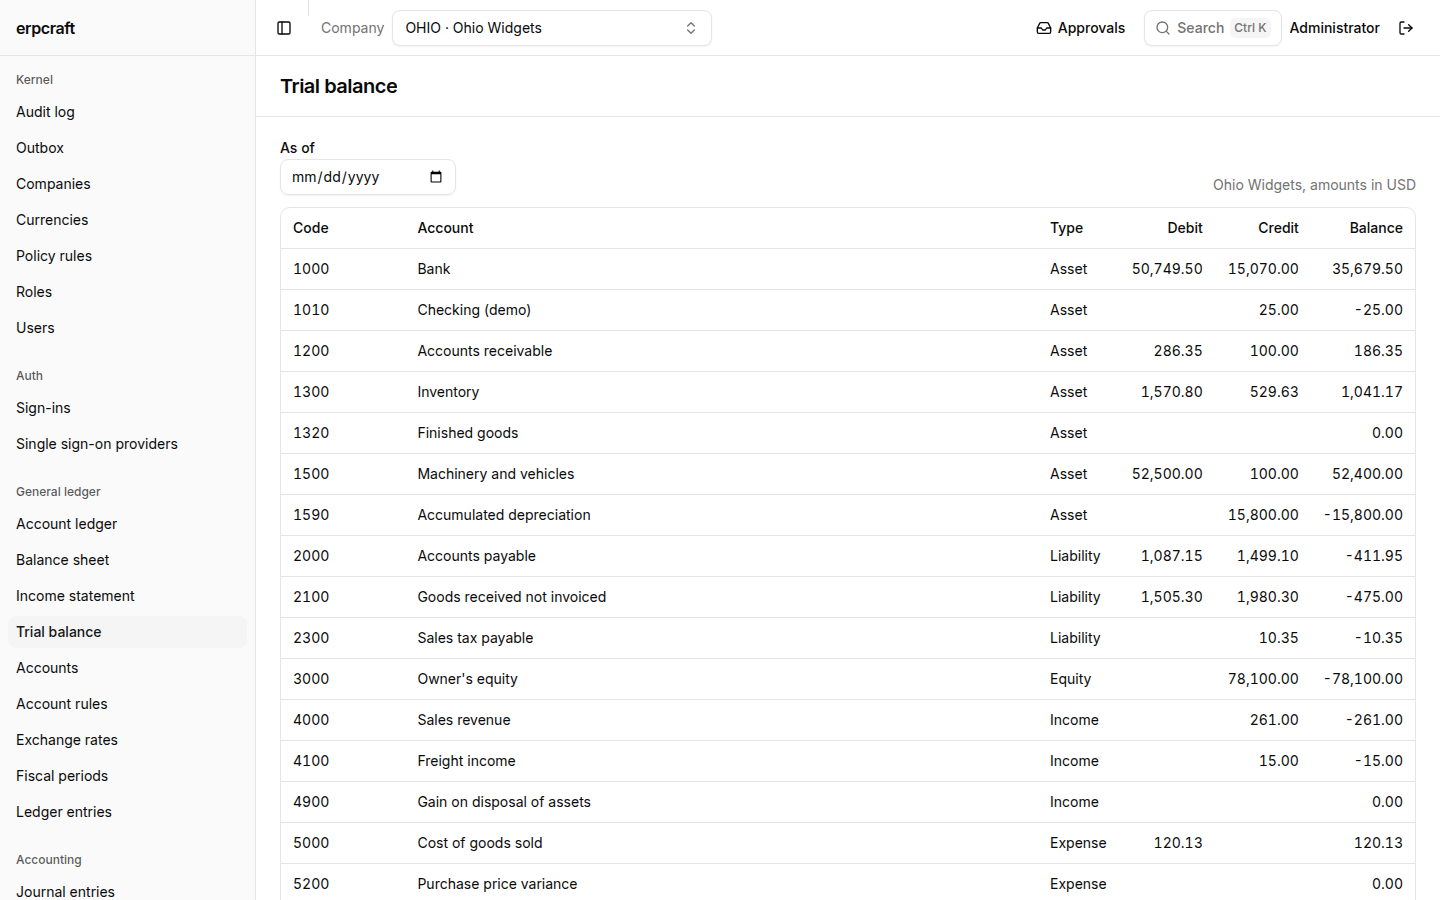 erpcraft
Company
OHIO · Ohio Widgets
Approvals
Search Ctrl K
Administrator
Kernel
Audit log
Outbox
Companies
Currencies
Policy rules
Roles
Users
Auth
Sign-ins
Single sign-on providers
General ledger
Account ledger
Balance sheet
Income statement
Trial balance
Accounts
Account rules
Exchange rates
Fiscal periods
Ledger entries
Accounting
Journal entries
Trial balance
As of
mm/dd/yyyy
Ohio Widgets, amounts in USD
Code Account Type Debit Credit Balance
1000 Bank Asset 50,749.50 15,070.00 35,679.50
1010 Checking (demo) Asset 25.00 -25.00
1200 Accounts receivable Asset 286.35 100.00 186.35
1300 Inventory Asset 1,570.80 529.63 1,041.17
1320 Finished goods Asset 0.00
1500 Machinery and vehicles Asset 52,500.00 100.00 52,400.00
1590 Accumulated depreciation Asset 15,800.00 -15,800.00
2000 Accounts payable Liability 1,087.15 1,499.10 -411.95
2100 Goods received not invoiced Liability 1,505.30 1,980.30 -475.00
2300 Sales tax payable Liability 10.35 -10.35
3000 Owner's equity Equity 78,100.00 -78,100.00
4000 Sales revenue Income 261.00 -261.00
4100 Freight income Income 15.00 -15.00
4900 Gain on disposal of assets Income 0.00
5000 Cost of goods sold Expense 120.13 120.13
5200 Purchase price variance Expense 0.00